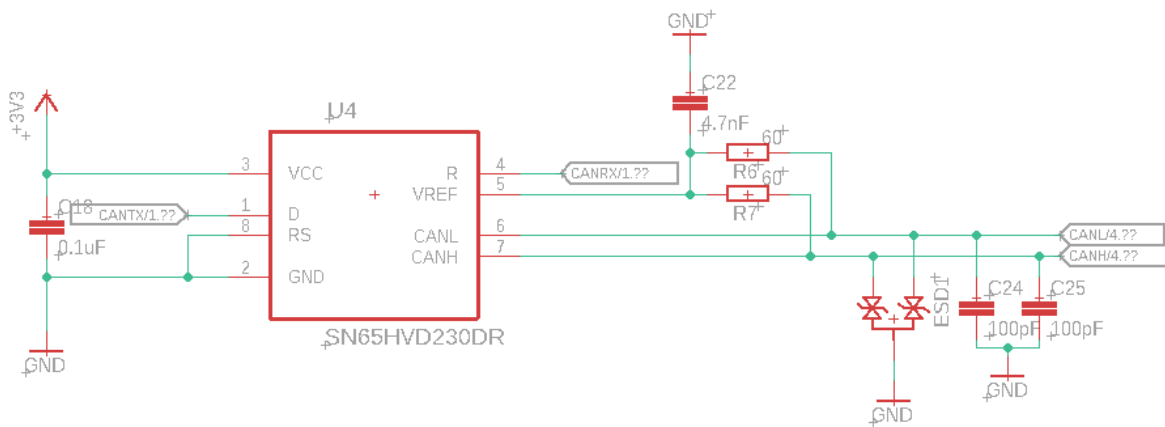 GND
+3V3
C22
4.7nF
U4
60
R6
60
R7
3 VCC
R 4
CANRX/1.??
VREF 5
C18
0.1uF
CANTX/1.??
1 D
8 RS
2 GND
CANL 6
CANH 7
CANL/4.??
CANH/4.??
ESD1
C24
100pF
C25
100pF
SN65HVD230DR
GND
GND
GND